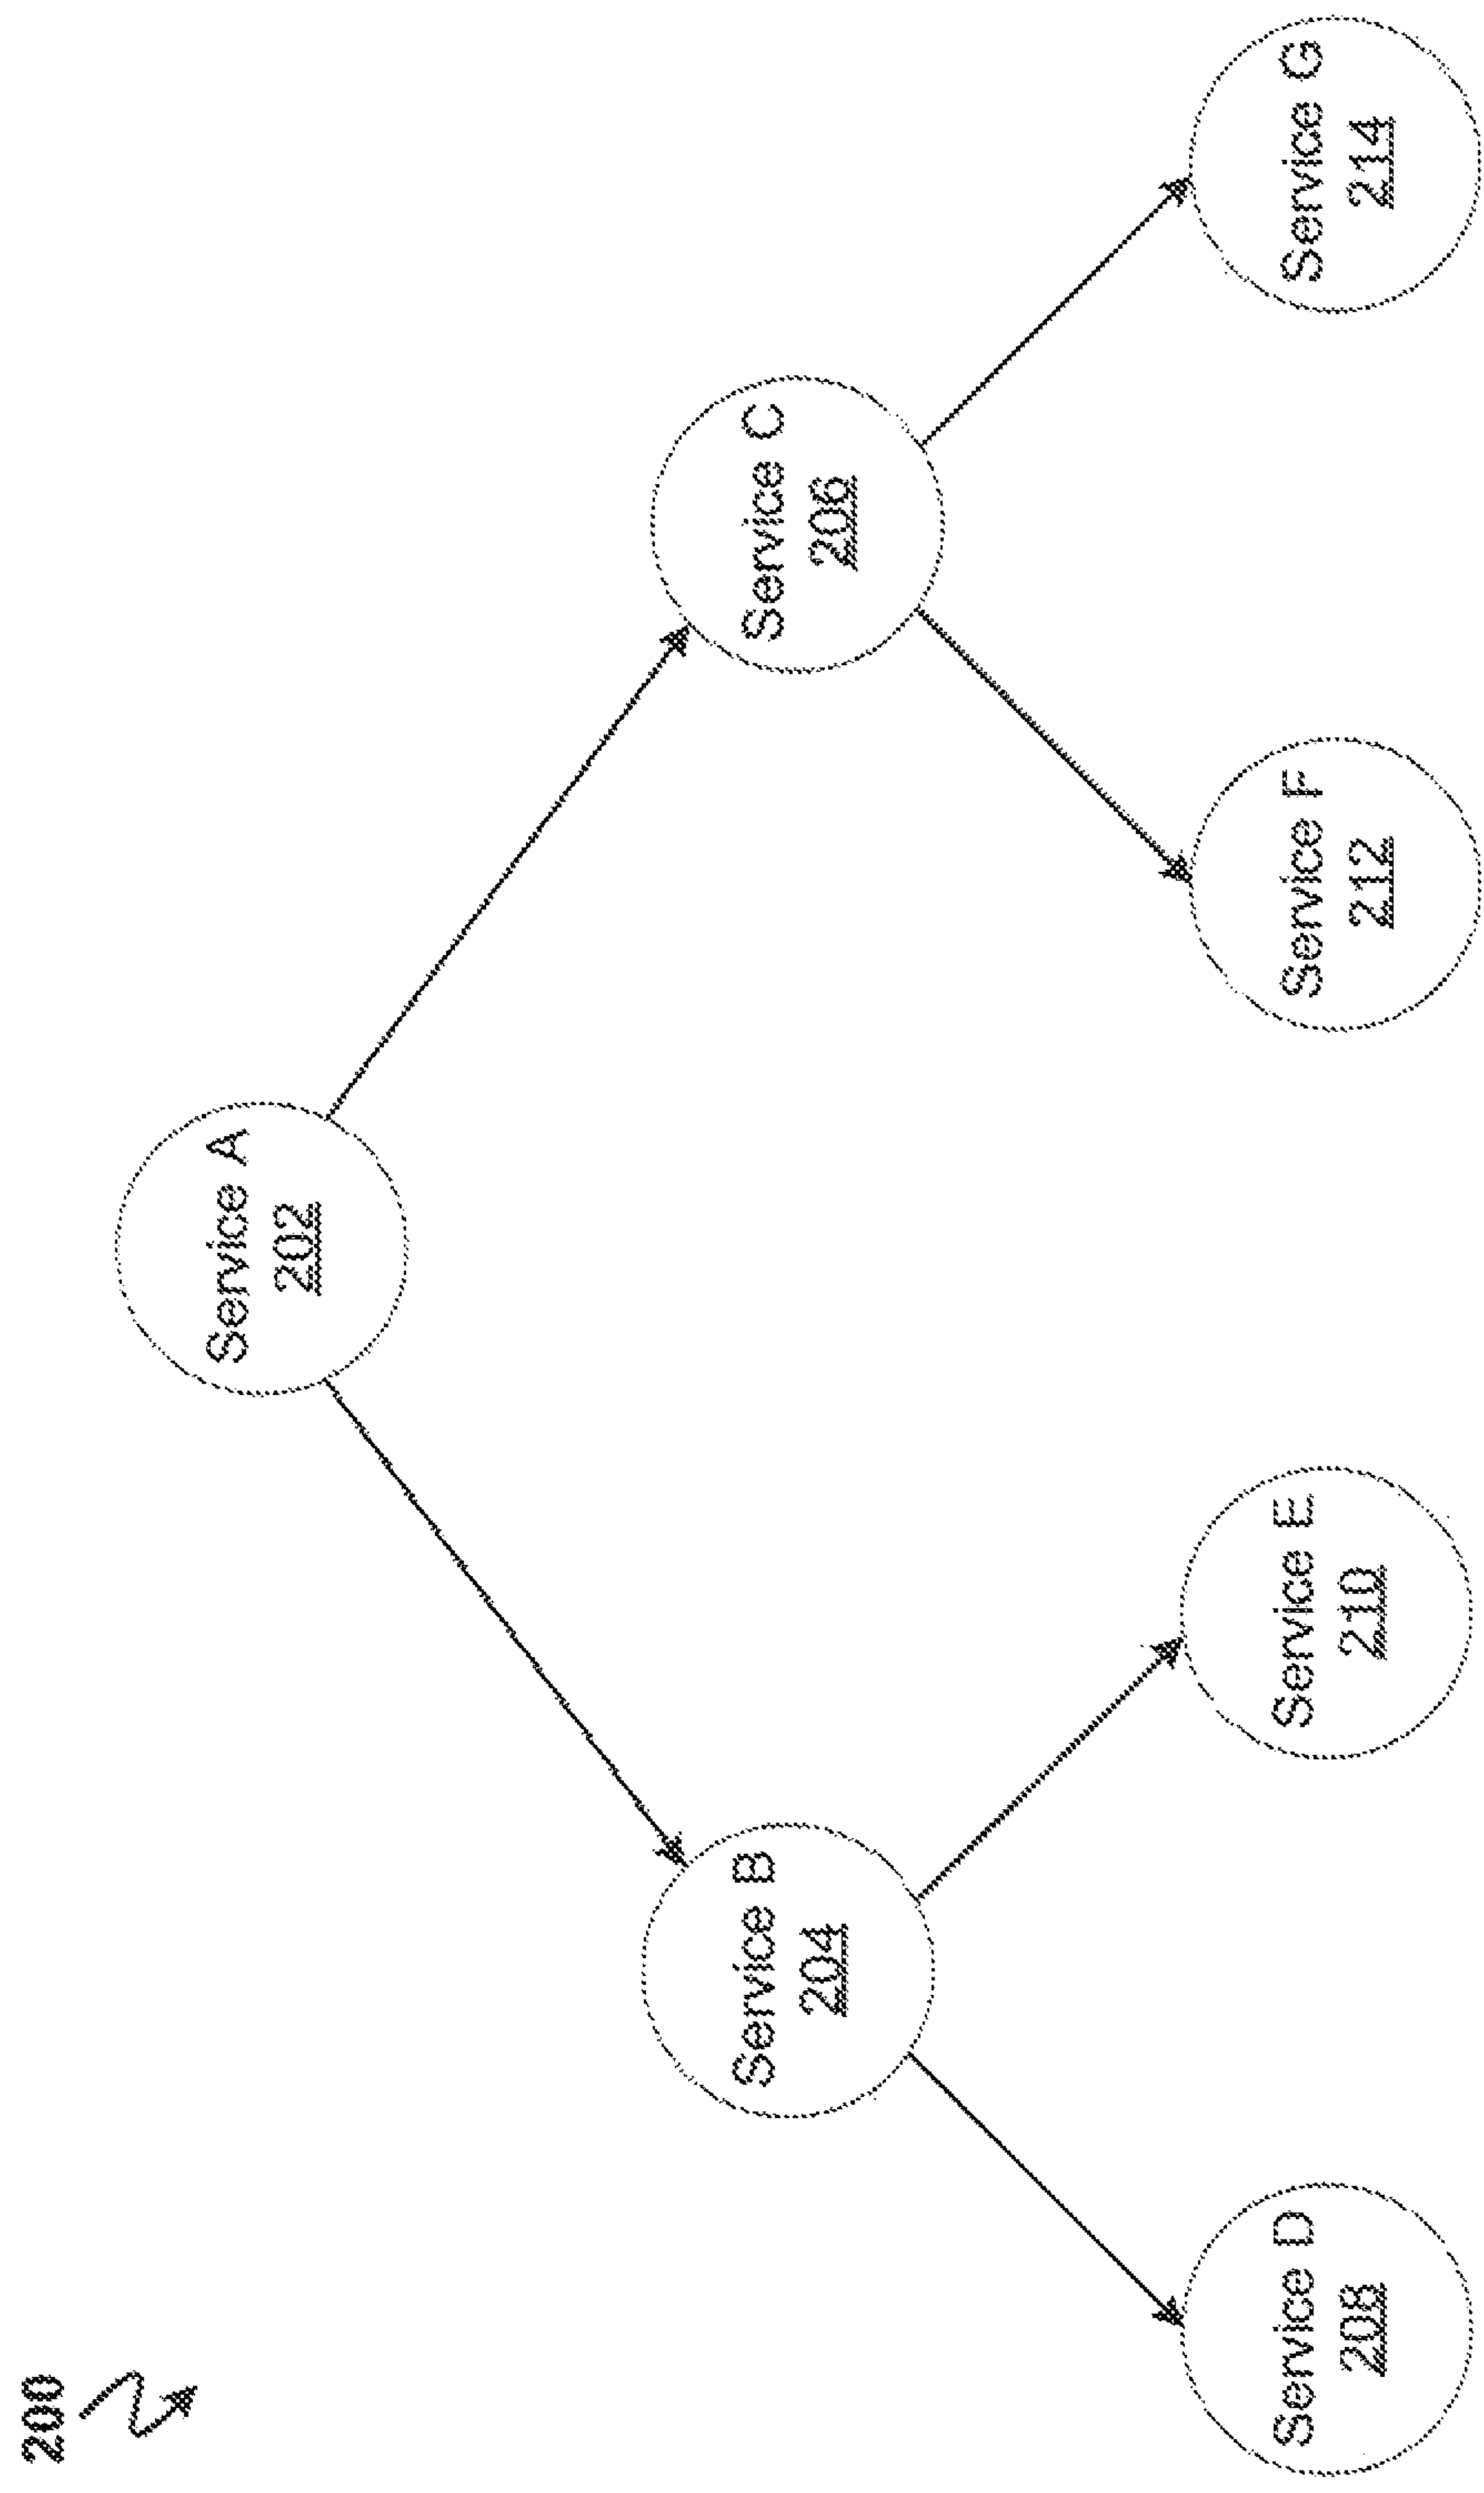 200
Service A
202
Service B
204
Service C
206
Service D
208
Service E
210
Service F
212
Service G
214